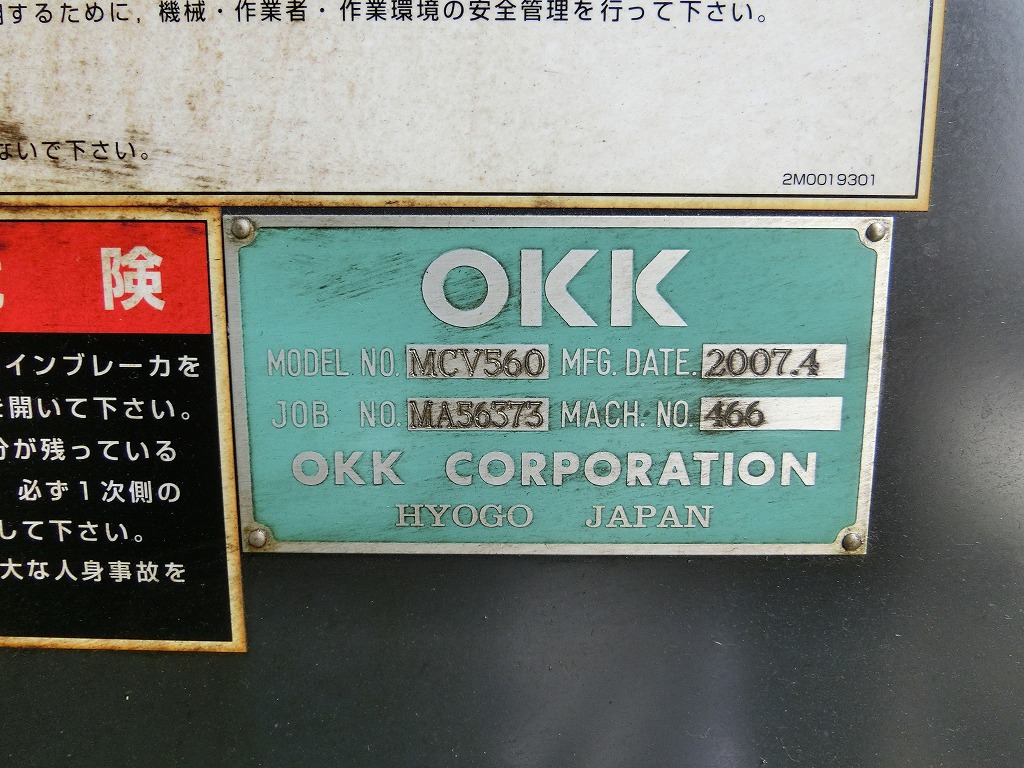 するために，機械・作業者・作業環境の安全管理を行って下さい。
ないで下さい。
2M0019301
険
インブレーカを
開いて下さい。
分が残っている
必ず1次側の
して下さい。
大な人身事故を
OKK
MODEL NO. MCV560 MFG. DATE. 2007.4
JOB NO. MA56373 MACH. NO. 466
OKK CORPORATION
HYOGO JAPAN